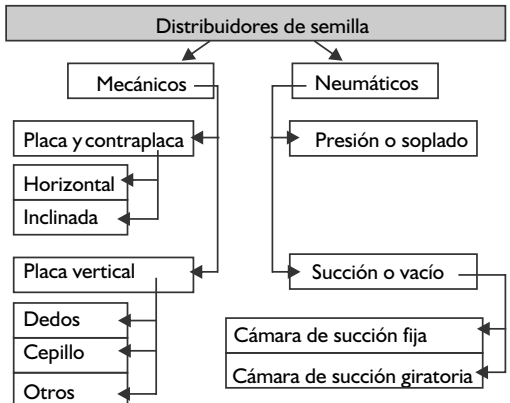 Distribuidores de semilla
Mecánicos
Neumáticos
Placa y contraplaca
Presión o soplado
Horizontal
Inclinada
Placa vertical
Succión o vacío
Dedos
Cepillo
Otros
Cámara de succión fija
Cámara de succión giratoria